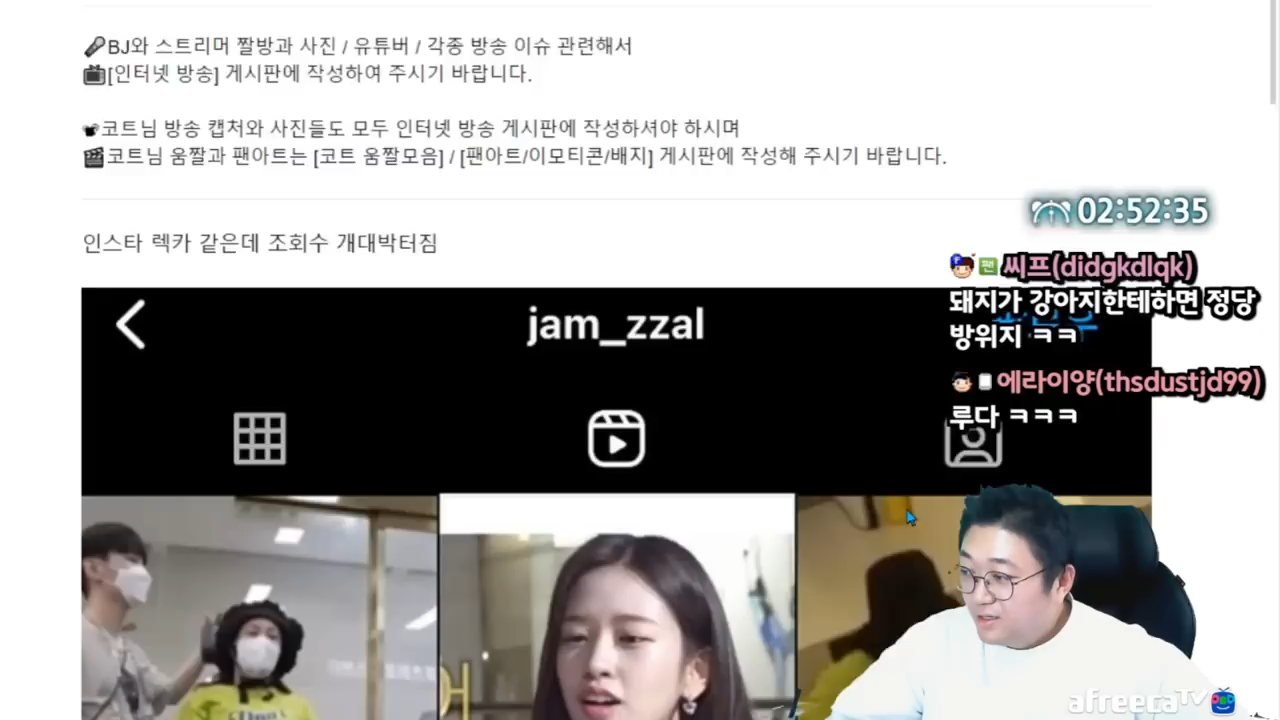 BJ와 스트리머 짤방과 사진 / 유튜버 / 각종 방송 이슈 관련해서
[인터넷 방송] 게시판에 작성하여 주시기 바랍니다.
코트님 방송 캡처와 사진들도 모두 인터넷 방송 게시판에 작성하셔야 하시며
코트님 움짤과 팬아트는 [코트 움짤모음] / [팬아트/이모티콘/배지] 게시판에 작성해 주시기 바랍니다.
02:52:35
인스타 렉카 같은데 조회수 개대박터짐
팬 씨프(didgkdlqk)
돼지가 강아지한테하면 정당
방위지 ㅋㅋ
jam_zzal
에라이양(thsdustjd99)
루다 ㅋㅋㅋ
afreecaTV